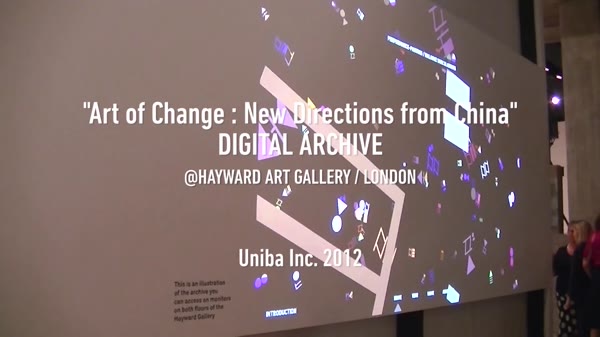 "Art of Change : New Directions from China"
DIGITAL ARCHIVE
@HAYWARD ART GALLERY / LONDON
Uniba Inc. 2012
This is an illustration
of the archive you
can access on monitors
on both floors of the
Hayward Gallery
INTRODUCTION